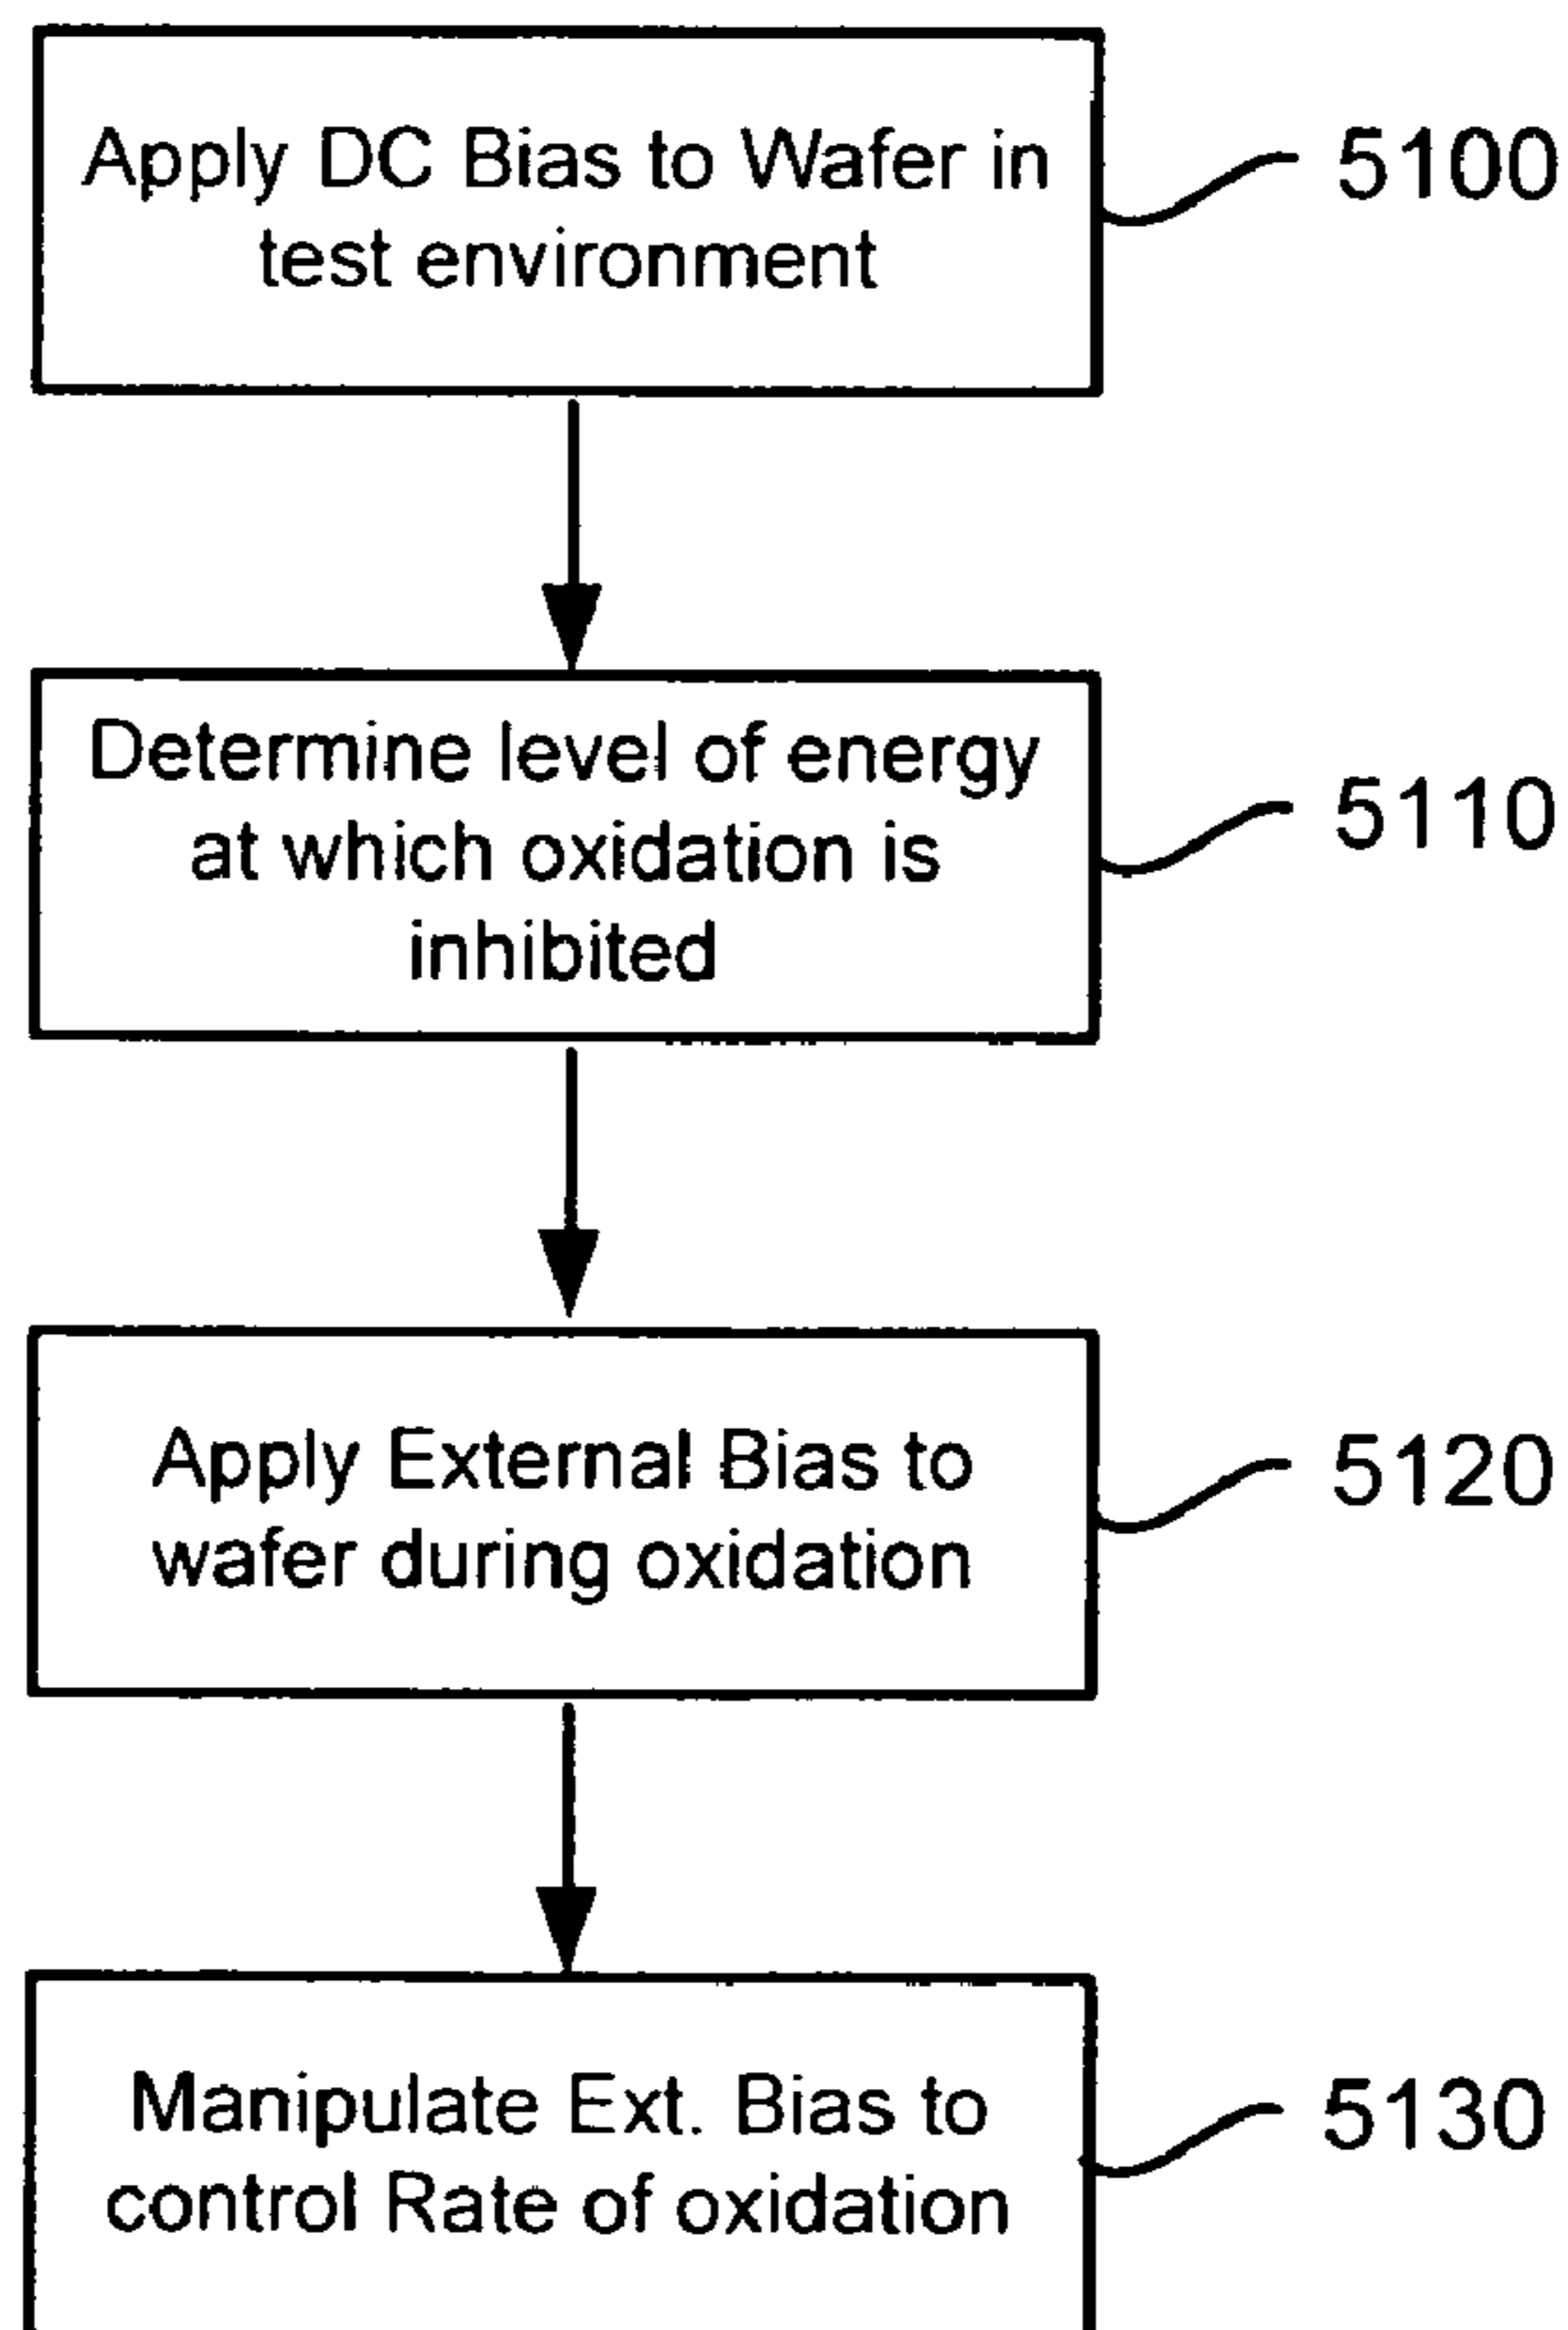 Apply DC Bias to Wafer in
test environment
5100
Determine level of energy
at which oxidation is
inhibited
5110
Apply External Bias to
wafer during oxidation
5120
Manipulate Ext. Bias to
control Rate of oxidation
5130